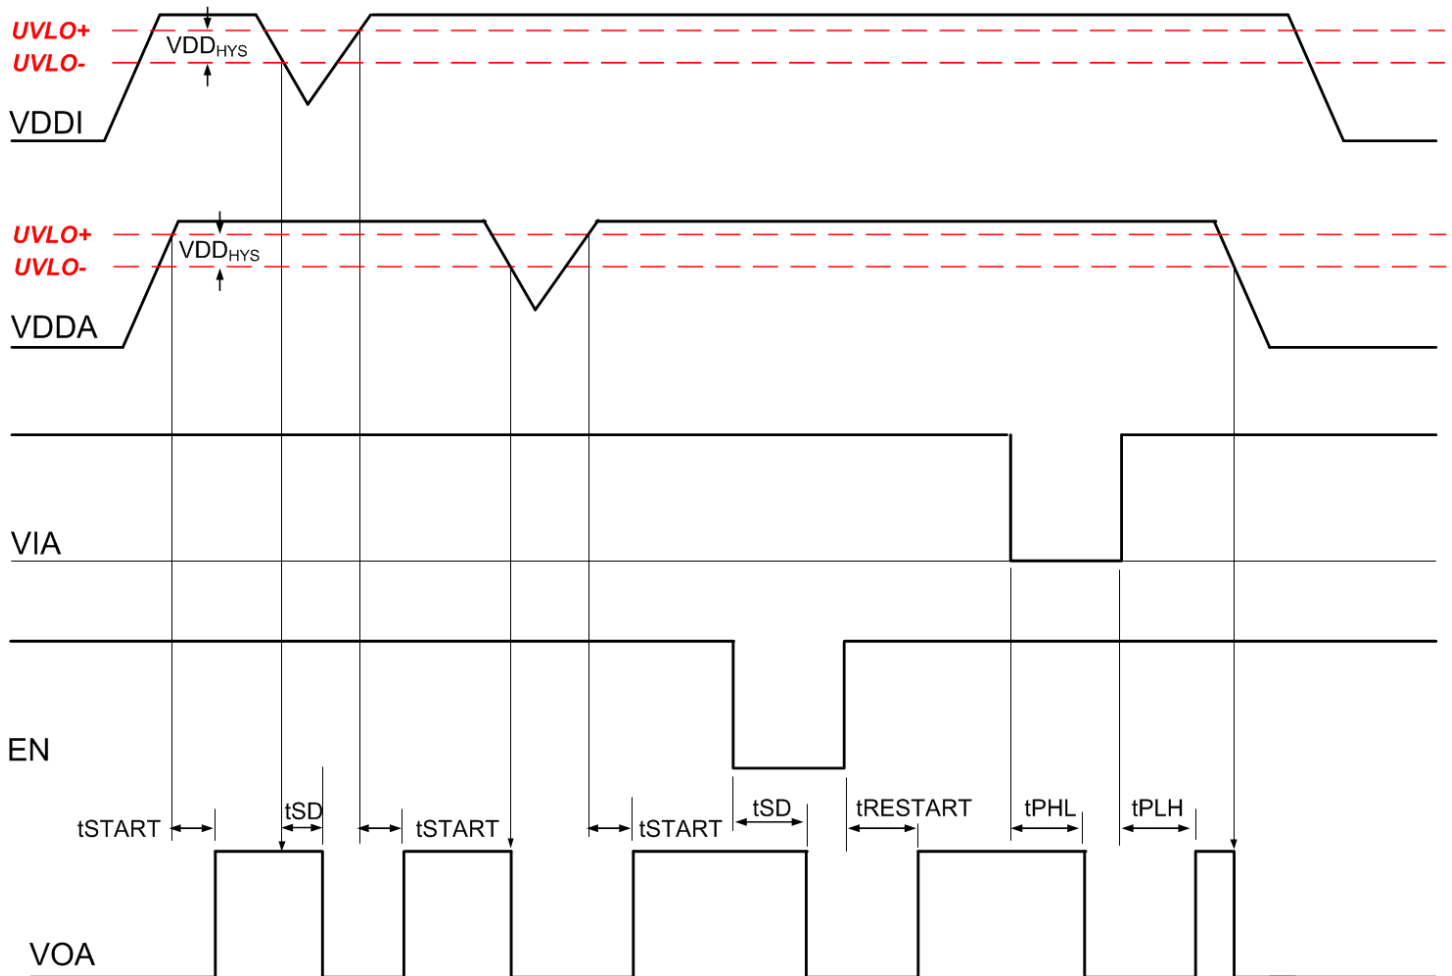 UVLO+
VDDHYS
UVLO-
VDDI
UVLO+
VDDHYS
UVLO-
VDDA
VIA
EN
tSTART
tSD
tSTART
tSTART
tSD
tRESTART
tPHL
tPLH
VOA